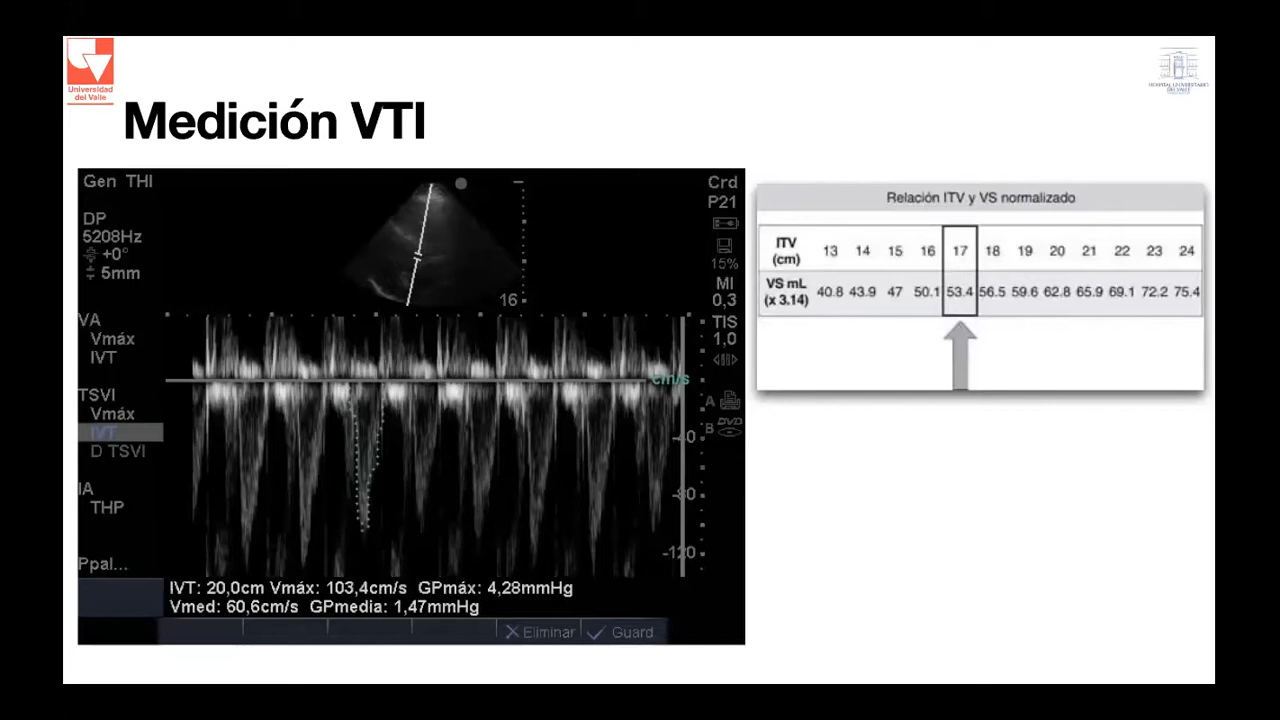 Universidad
del Valle
HOSPITAL UNIVERSITARIO
DEL VALLE
Medición VTI
Gen THI
DP
5208Hz
+0°
5mm
VA
Vmáx
IVT
TSVI
Vmáx
IVT
D TSVI
IA
THP
Ppal...
16
cm/s
-40
-80
-120
Crd
P21
15%
MI
0,3
TIS
1,0
A
B DVD
IVT: 20,0cm Vmáx: 103,4cm/s GPmáx: 4,28mmHg
Vmed: 60,6cm/s GPmedia: 1,47mmHg
Eliminar Guard
Relación ITV y VS normalizado
ITV (cm) 13 14 15 16 17 18 19 20 21 22 23 24
VS mL (x 3.14) 40.8 43.9 47 50.1 53.4 56.5 59.6 62.8 65.9 69.1 72.2 75.4